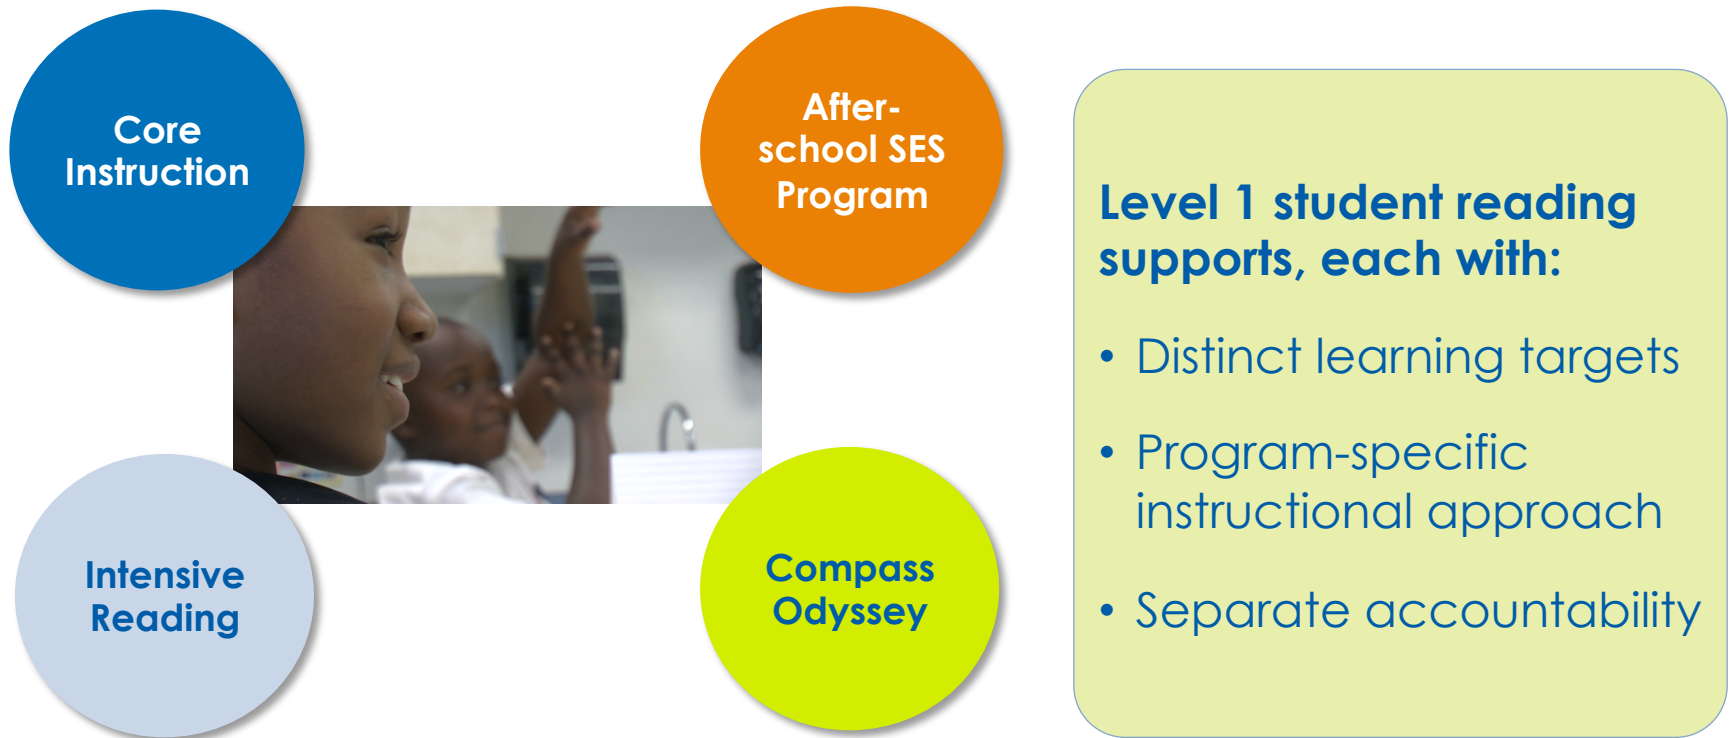 Core
Instruction
After-
school SES
Program
Intensive
Reading
Compass
Odyssey
Level 1 student reading
supports, each with:
• Distinct learning targets
• Program-specific
instructional approach
• Separate accountability